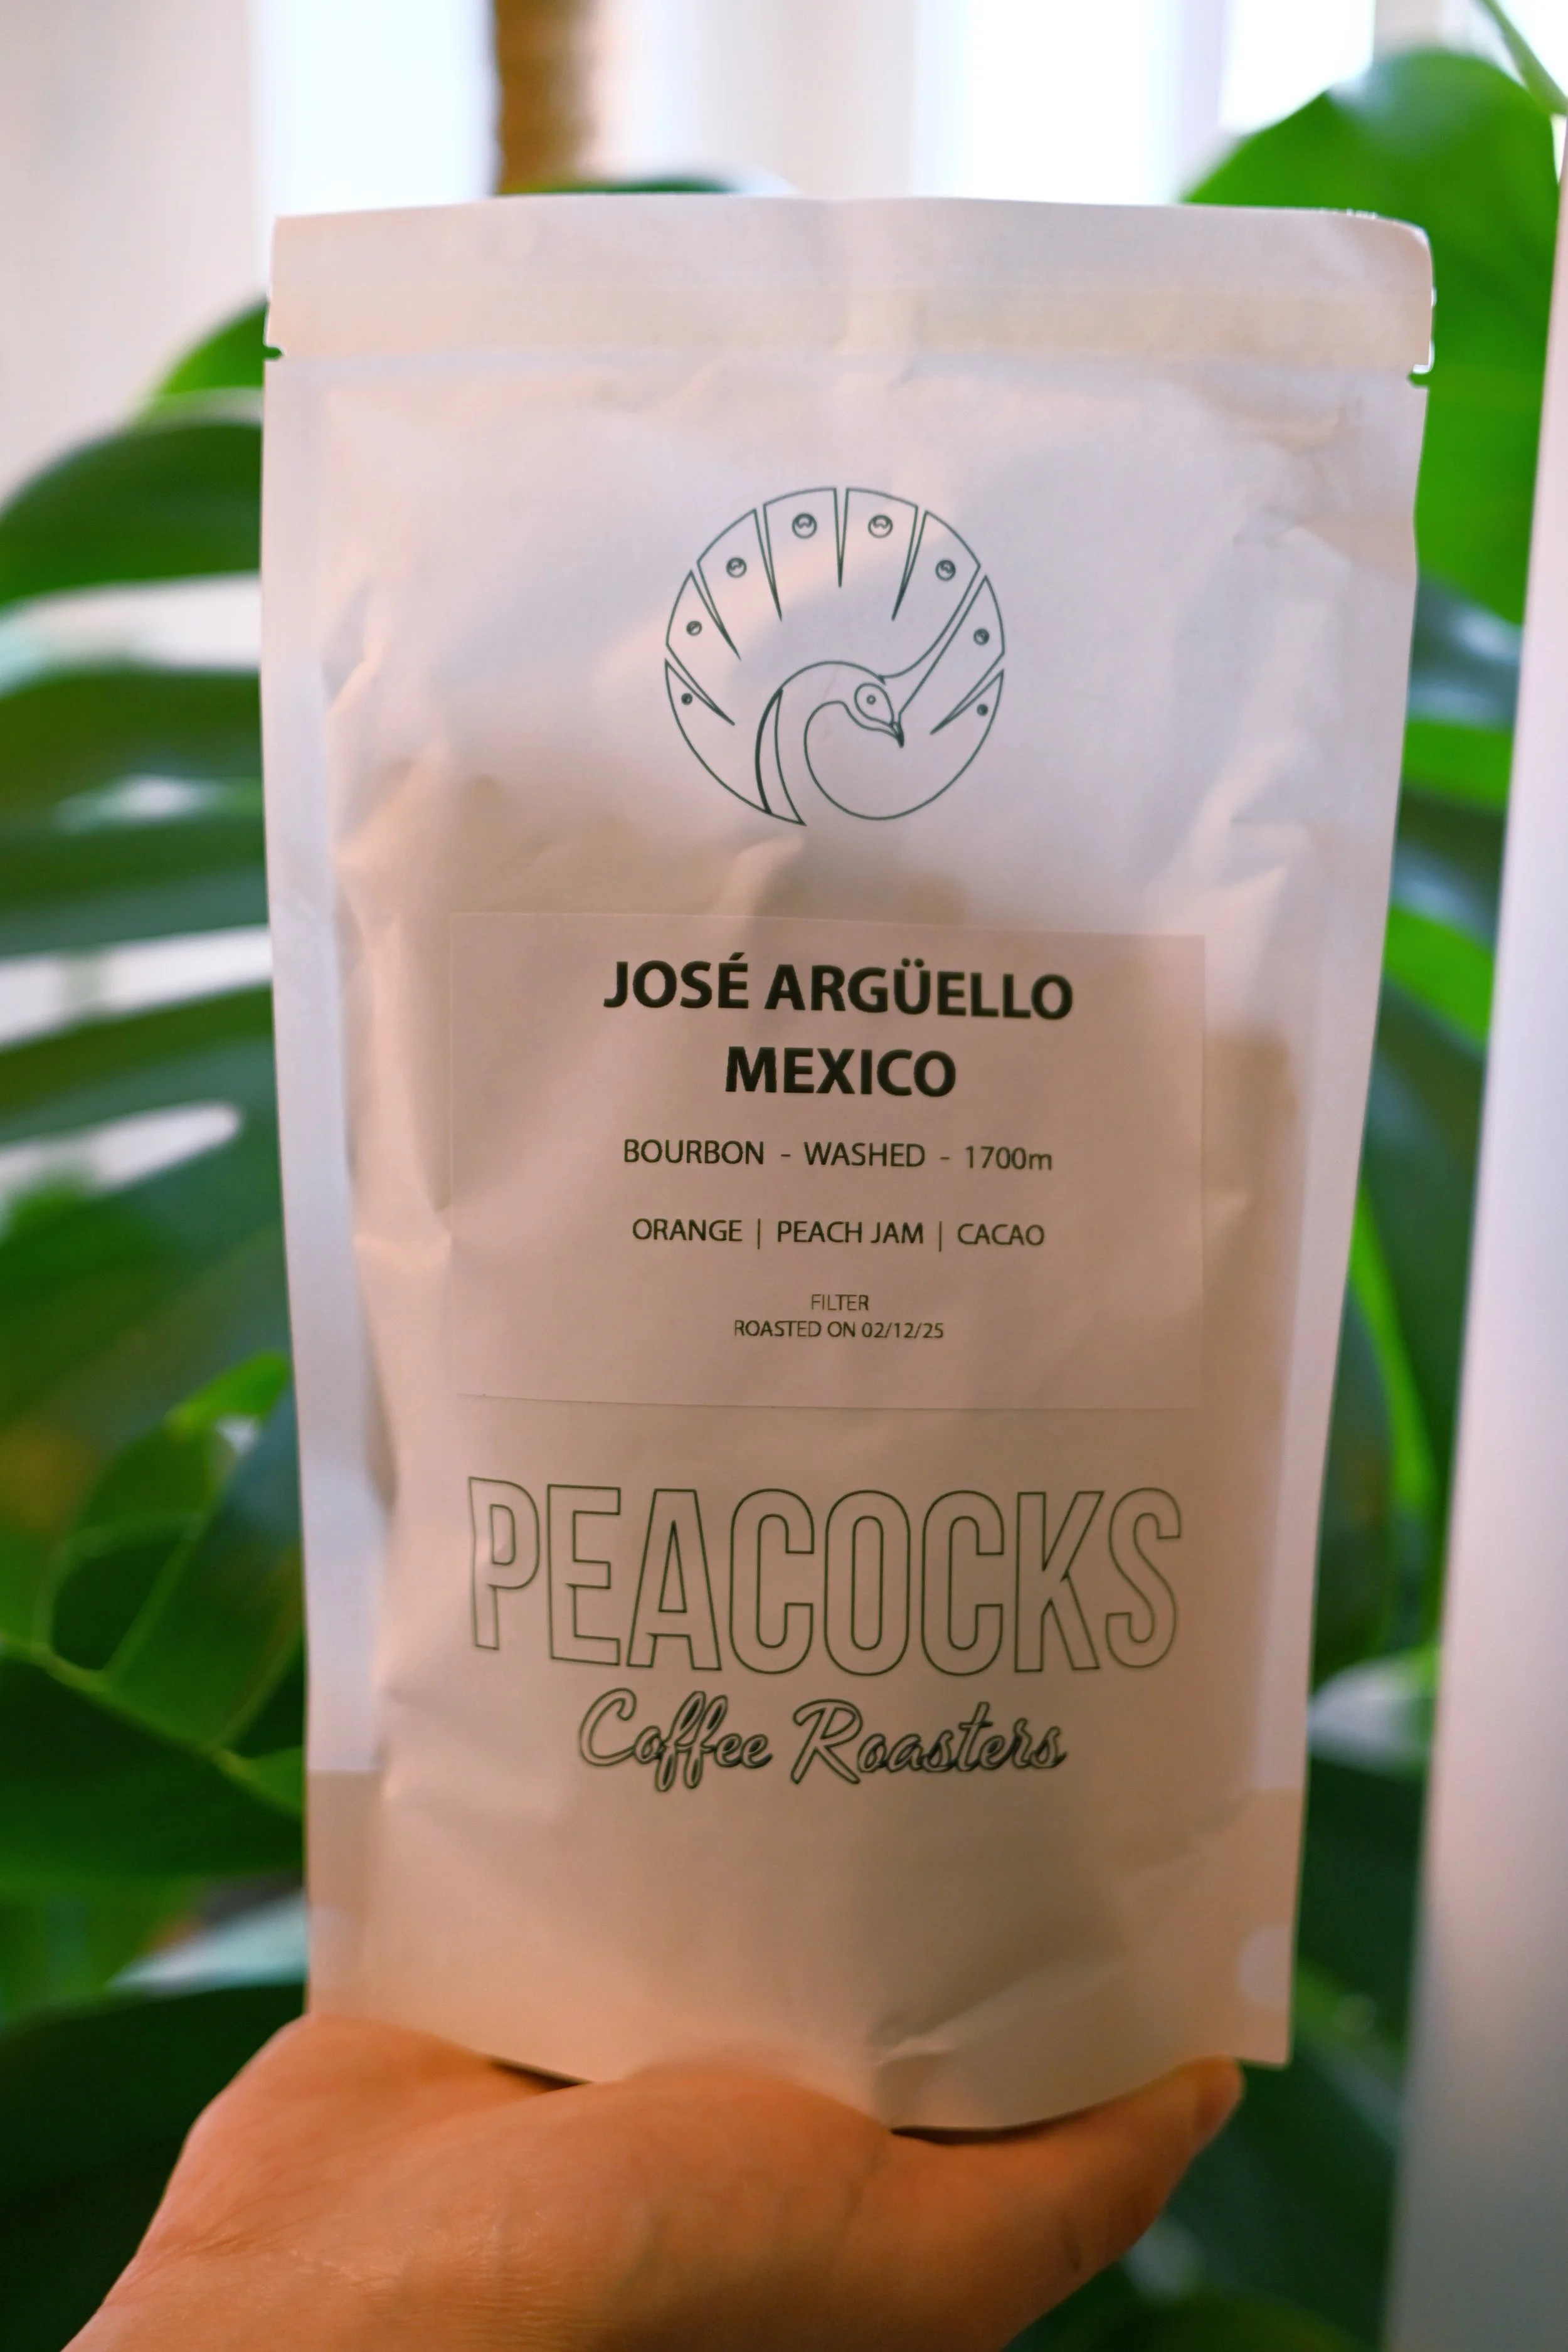 JOSÉ ARGÜELLO
MEXICO
BOURBON - WASHED - 1700m
ORANGE | PEACH JAM | CACAO
FILTER
ROASTED ON 02/12/25
PEACOCKS
Coffee Roasters